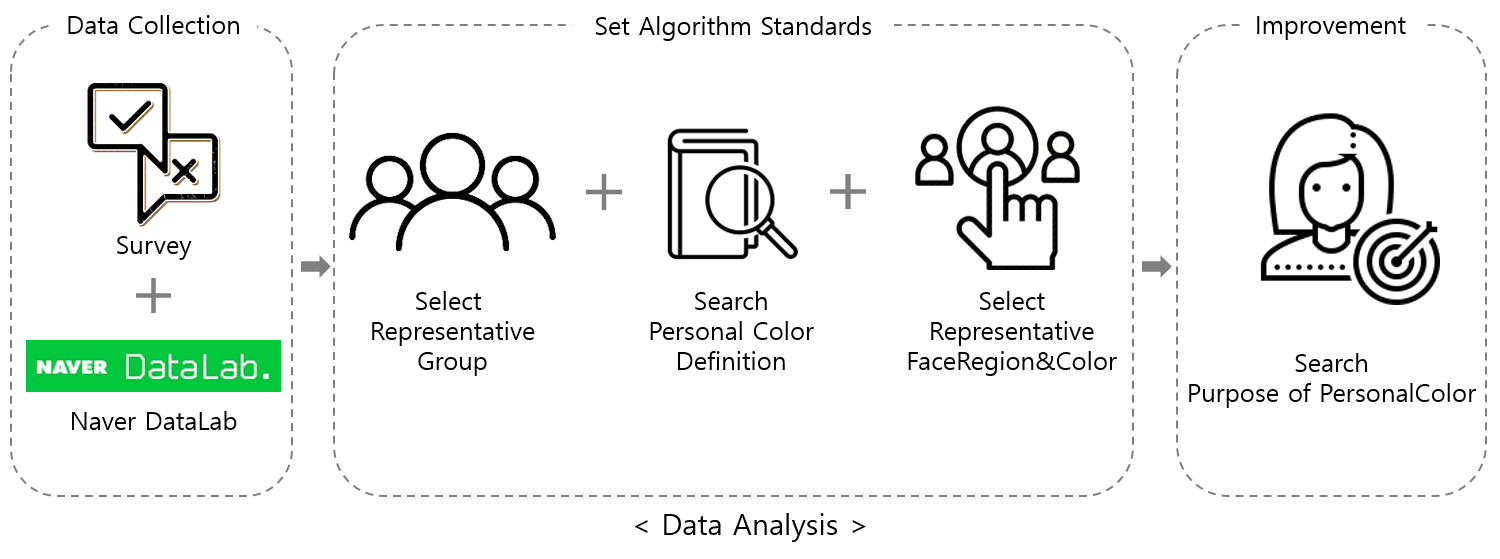 Data Collection
Survey
NAVER DataLab.
Naver DataLab
Set Algorithm Standards
Select
Representative
Group
Search
Personal Color
Definition
Select
Representative
FaceRegion&Color
Improvement
Search
Purpose of PersonalColor
< Data Analysis >